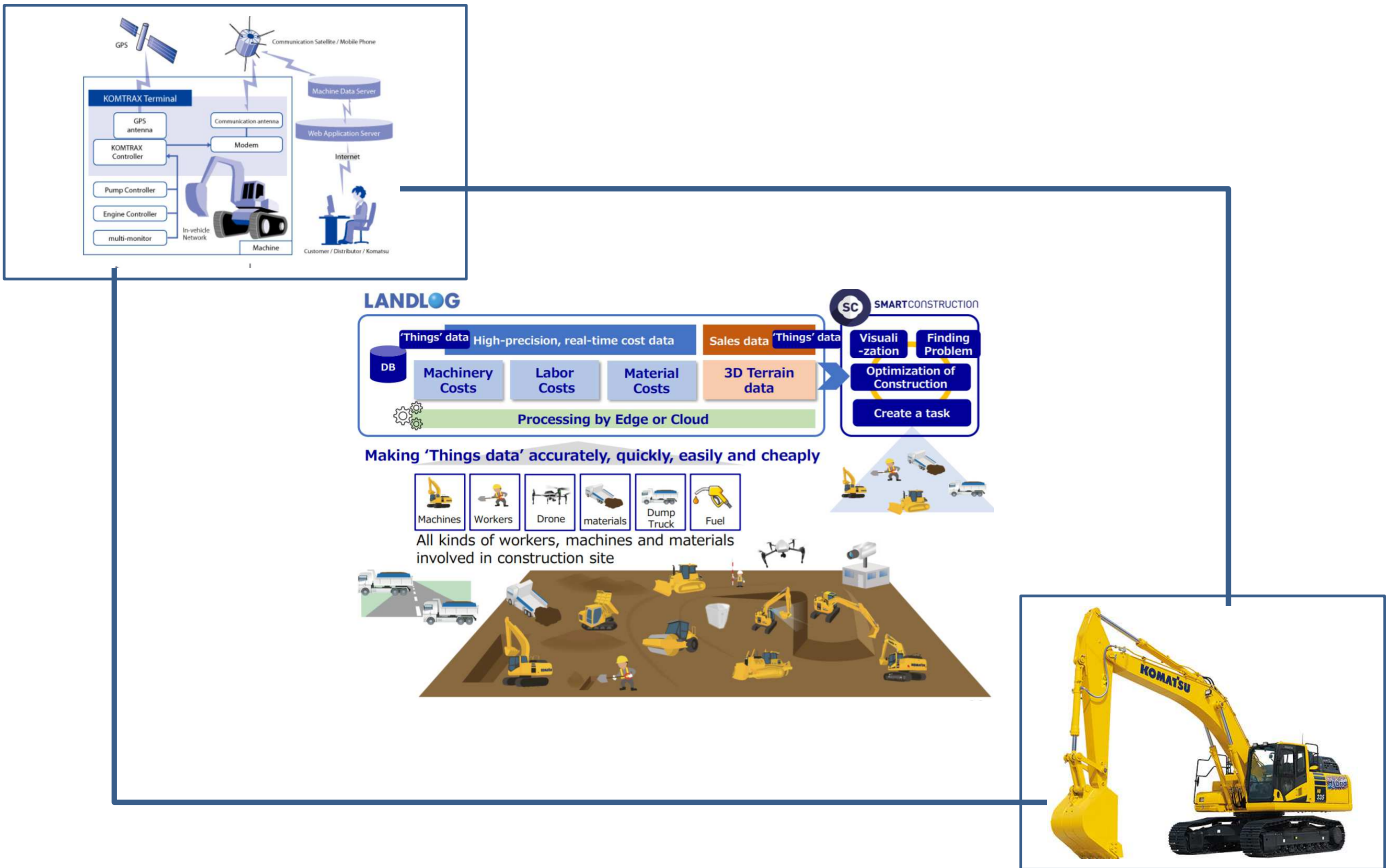 GPS
Communication Satellite / Mobile Phone
KOMTRAX Terminal
GPS
antenna
Communication antenna
KOMTRAX
Controller
Modem
Pump Controller
Engine Controller
multi-monitor
In-vehicle
Network
Machine
Machine Data Server
Web Application Server
Internet
Customer / Distributor / Komatsu
LANDLOG
'Things' data
High-precision, real-time cost data
Sales data
'Things' data
DB
Machinery
Costs
Labor
Costs
Material
Costs
3D Terrain
data
Processing by Edge or Cloud
SC
SMARTCONSTRUCTION
Visuali
-zation
Finding
Problem
Optimization of
Construction
Create a task
Making 'Things data' accurately, quickly, easily and cheaply
Machines
Workers
Drone
materials
Dump
Truck
Fuel
All kinds of workers, machines and materials
involved in construction site
KOMATSU